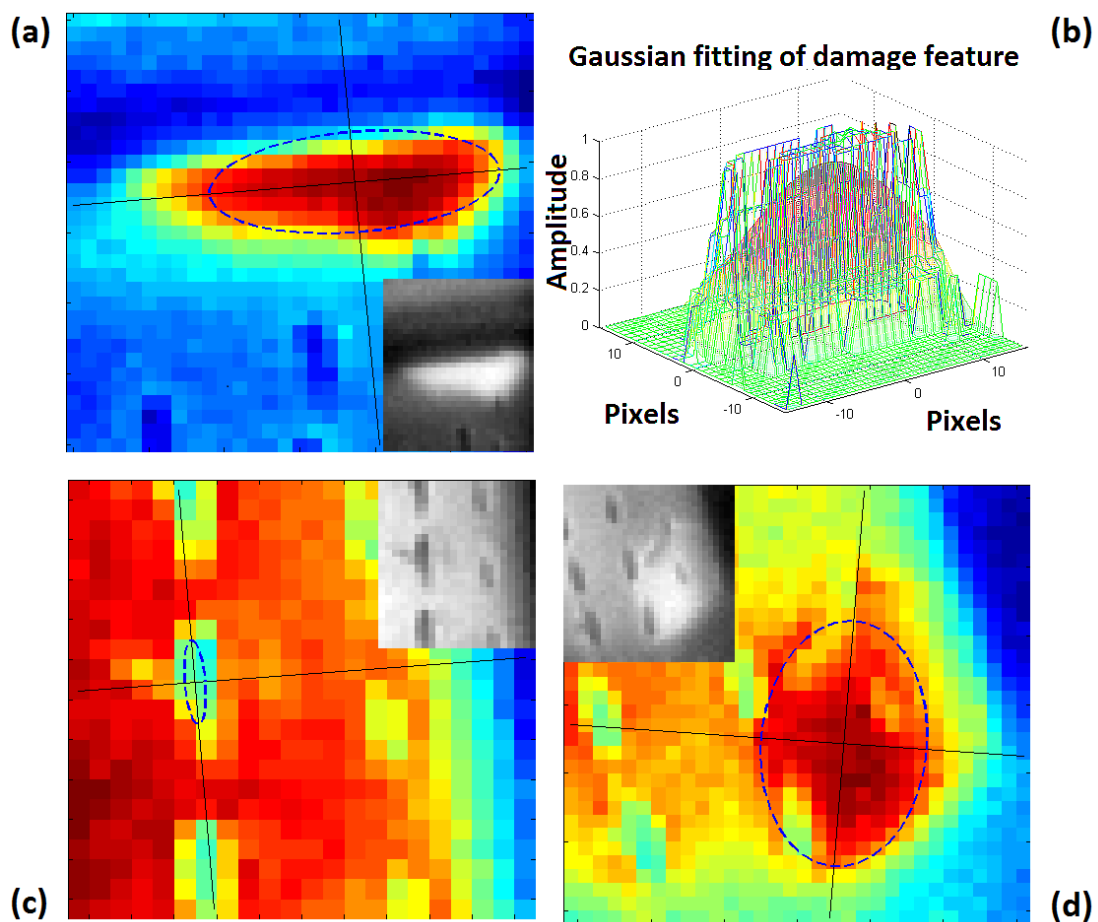 (a)
(b)
Gaussian fitting of damage feature
1
0.8
0.6
0.4
0.2
0
Amplitude
10
0
-10
-10
0
10
Pixels
Pixels
(c)
(d)